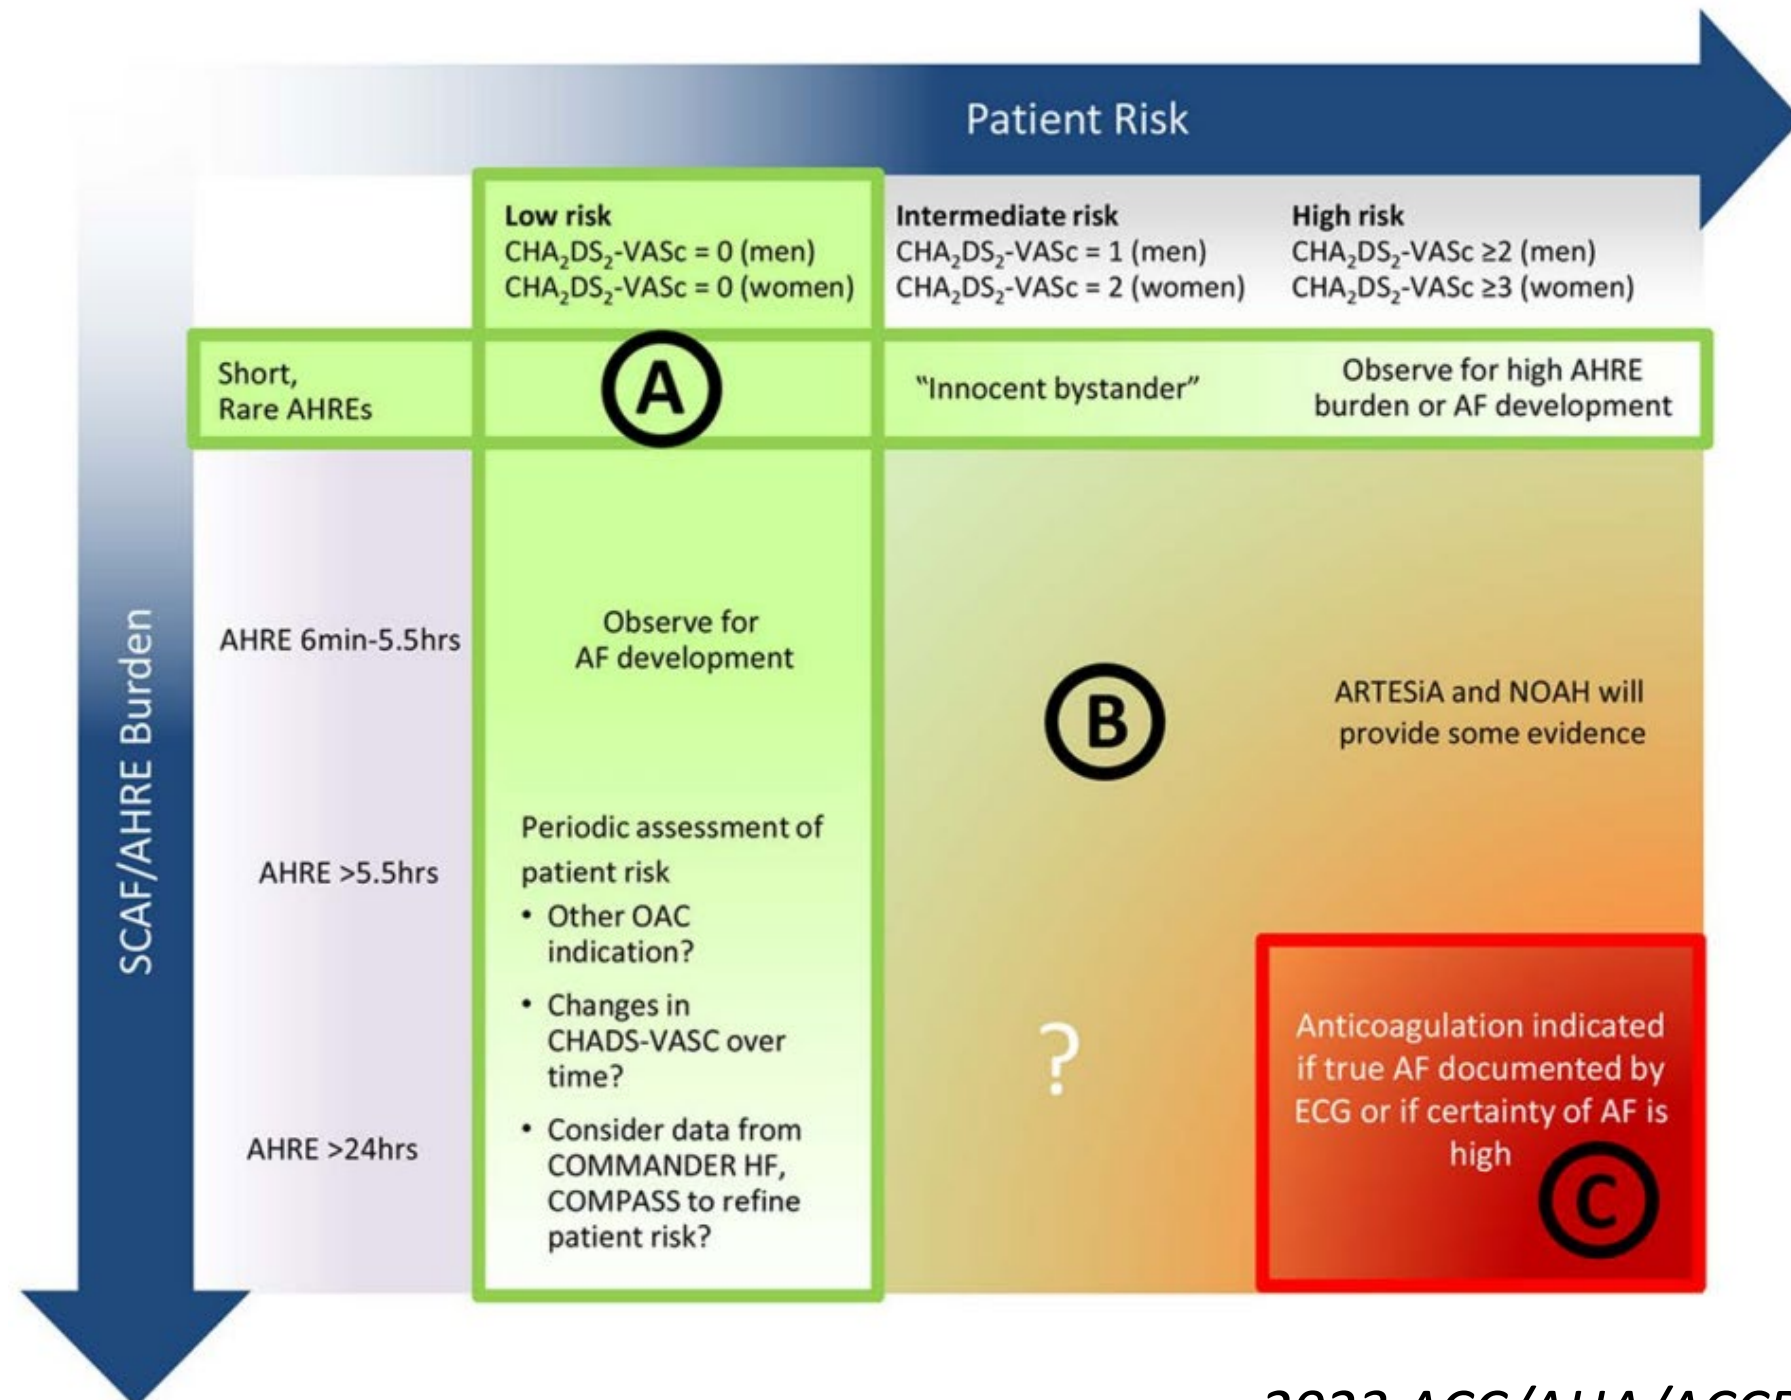 Patient Risk
Low risk
CHA₂DS₂-VASc = 0 (men)
CHA₂DS₂-VASc = 0 (women)
Intermediate risk
CHA₂DS₂-VASc = 1 (men)
CHA₂DS₂-VASc = 2 (women)
High risk
CHA₂DS₂-VASc ≥2 (men)
CHA₂DS₂-VASc ≥3 (women)
Short,
Rare AHREs
A
"Innocent bystander"
Observe for high AHRE
burden or AF development
SCAF/AHRE Burden
AHRE 6min-5.5hrs
Observe for
AF development
B
ARTESiA and NOAH will
provide some evidence
AHRE >5.5hrs
Periodic assessment of
patient risk
• Other OAC
indication?
• Changes in
CHADS-VASC over
time?
• Consider data from
COMMANDER HF,
COMPASS to refine
patient risk?
AHRE >24hrs
?
Anticoagulation indicated
if true AF documented by
ECG or if certainty of AF is
high
C